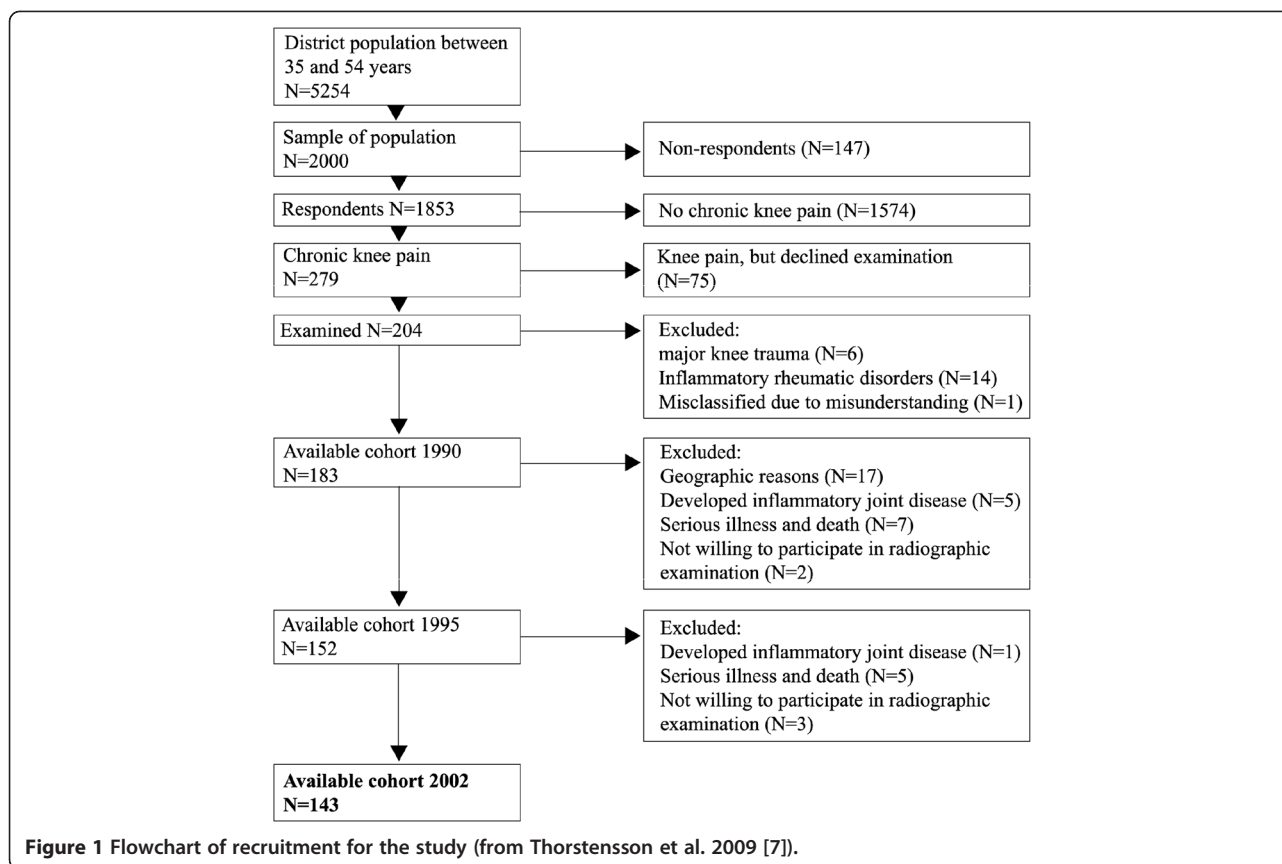 District population between
35 and 54 years
N=5254
Sample of population
N=2000
Non-respondents (N=147)
Respondents N=1853
No chronic knee pain (N=1574)
Chronic knee pain
N=279
Knee pain, but declined examination
(N=75)
Examined N=204
Excluded:
major knee trauma (N=6)
Inflammatory rheumatic disorders (N=14)
Misclassified due to misunderstanding (N=1)
Available cohort 1990
N=183
Excluded:
Geographic reasons (N=17)
Developed inflammatory joint disease (N=5)
Serious illness and death (N=7)
Not willing to participate in radiographic
examination (N=2)
Available cohort 1995
N=152
Excluded:
Developed inflammatory joint disease (N=1)
Serious illness and death (N=5)
Not willing to participate in radiographic
examination (N=3)
Available cohort 2002
N=143
Figure 1 Flowchart of recruitment for the study (from Thorstensson et al. 2009 [7]).